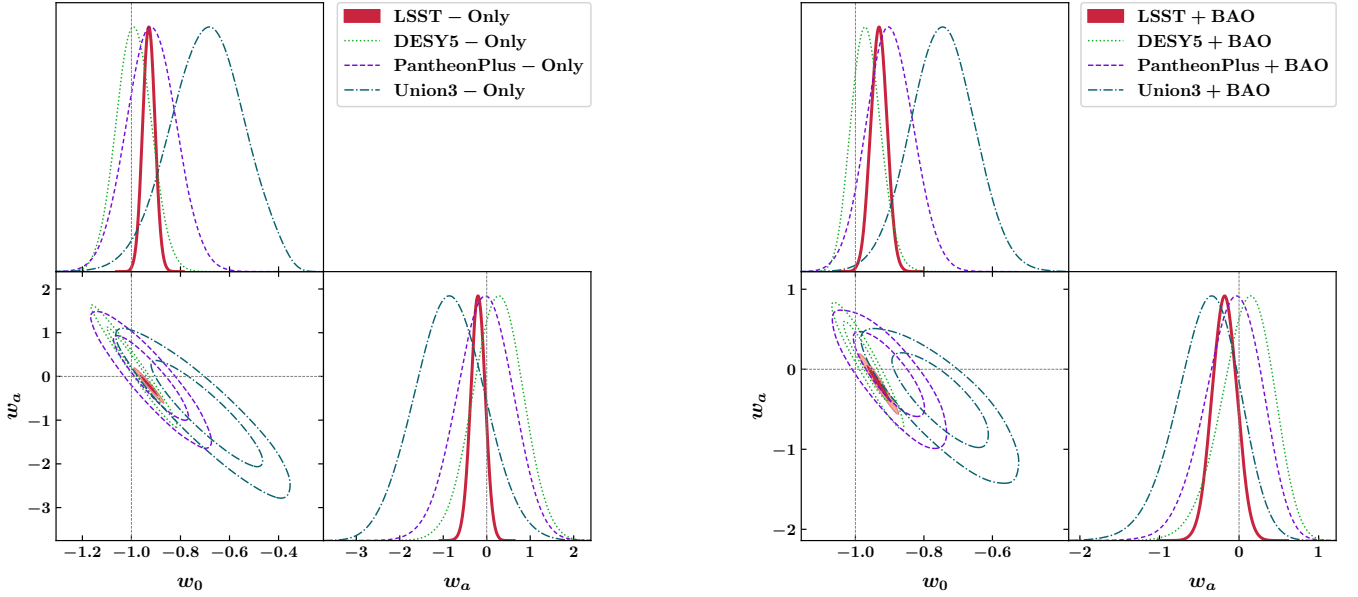 LSST − Only
DESY5 − Only
PantheonPlus − Only
Union3 − Only
2
1
0
−1
−2
−3
w_a
−1.2
−1.0
−0.8
−0.6
−0.4
w_0
−3
−2
−1
0
1
2
w_a
LSST + BAO
DESY5 + BAO
PantheonPlus + BAO
Union3 + BAO
1
0
−1
−2
w_a
−1.0
−0.8
−0.6
w_0
−2
−1
0
1
w_a